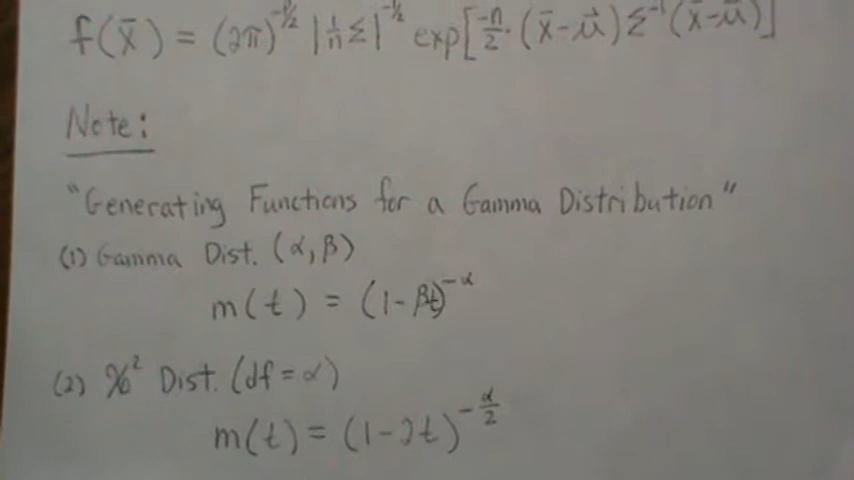 f(x̄) = (2π)^-p/2 |1/n Σ|^-1/2 exp[-n/2 · (x̄-μ⃗) Σ^-1 (x̄-μ⃗)]
Note:
"Generating Functions for a Gamma Distribution"
(1) Gamma Dist. (α, β)
m(t) = (1 - βt)^-α
(2) χ² Dist. (df = α)
m(t) = (1 - 2t)^-α/2